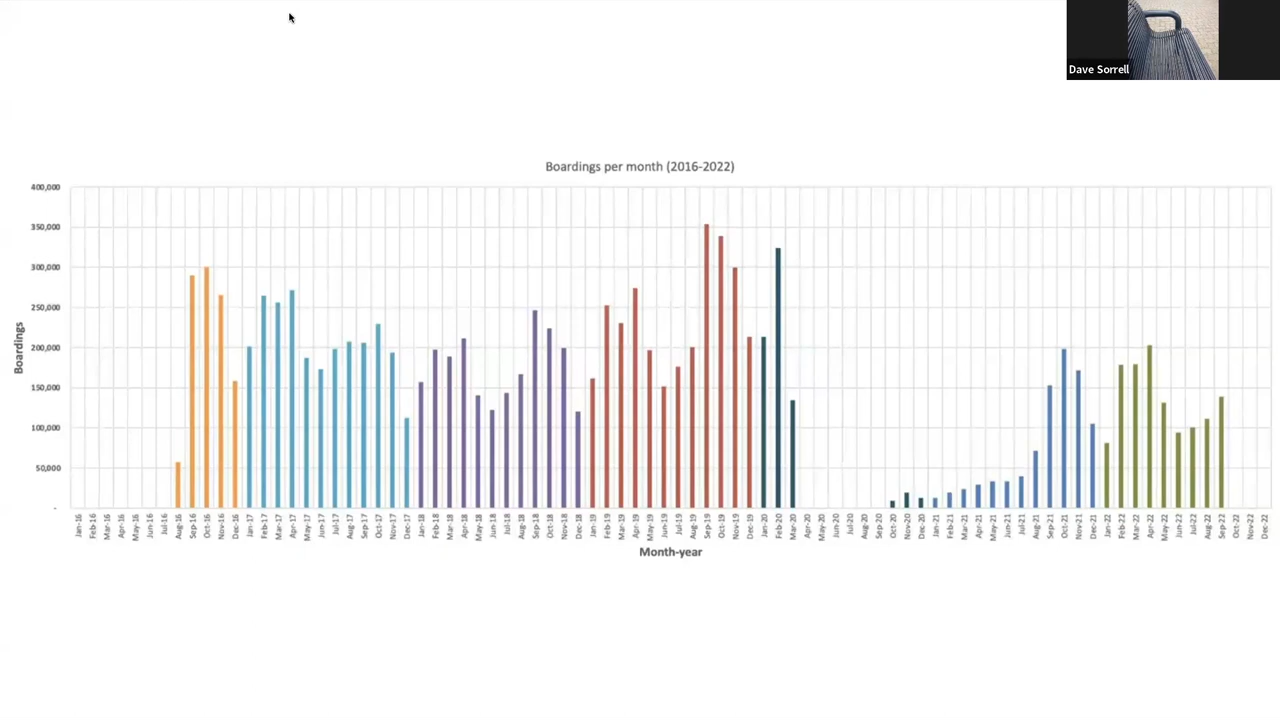 Dave Sorrell
Boardings per month (2016-2022)
400,000
350,000
300,000
250,000
200,000
150,000
100,000
50,000
-
Boardings
Jan-16
Feb-16
Mar-16
Apr-16
May-16
Jun-16
Jul-16
Aug-16
Sep-16
Oct-16
Nov-16
Dec-16
Jan-17
Feb-17
Mar-17
Apr-17
May-17
Jun-17
Jul-17
Aug-17
Sep-17
Oct-17
Nov-17
Dec-17
Jan-18
Feb-18
Mar-18
Apr-18
May-18
Jun-18
Jul-18
Aug-18
Sep-18
Oct-18
Nov-18
Dec-18
Jan-19
Feb-19
Mar-19
Apr-19
May-19
Jun-19
Jul-19
Aug-19
Sep-19
Oct-19
Nov-19
Dec-19
Jan-20
Feb-20
Mar-20
Apr-20
May-20
Jun-20
Jul-20
Aug-20
Sep-20
Oct-20
Nov-20
Dec-20
Jan-21
Feb-21
Mar-21
Apr-21
May-21
Jun-21
Jul-21
Aug-21
Sep-21
Oct-21
Nov-21
Dec-21
Jan-22
Feb-22
Mar-22
Apr-22
May-22
Jun-22
Jul-22
Aug-22
Sep-22
Oct-22
Nov-22
Dec-22
Month-year